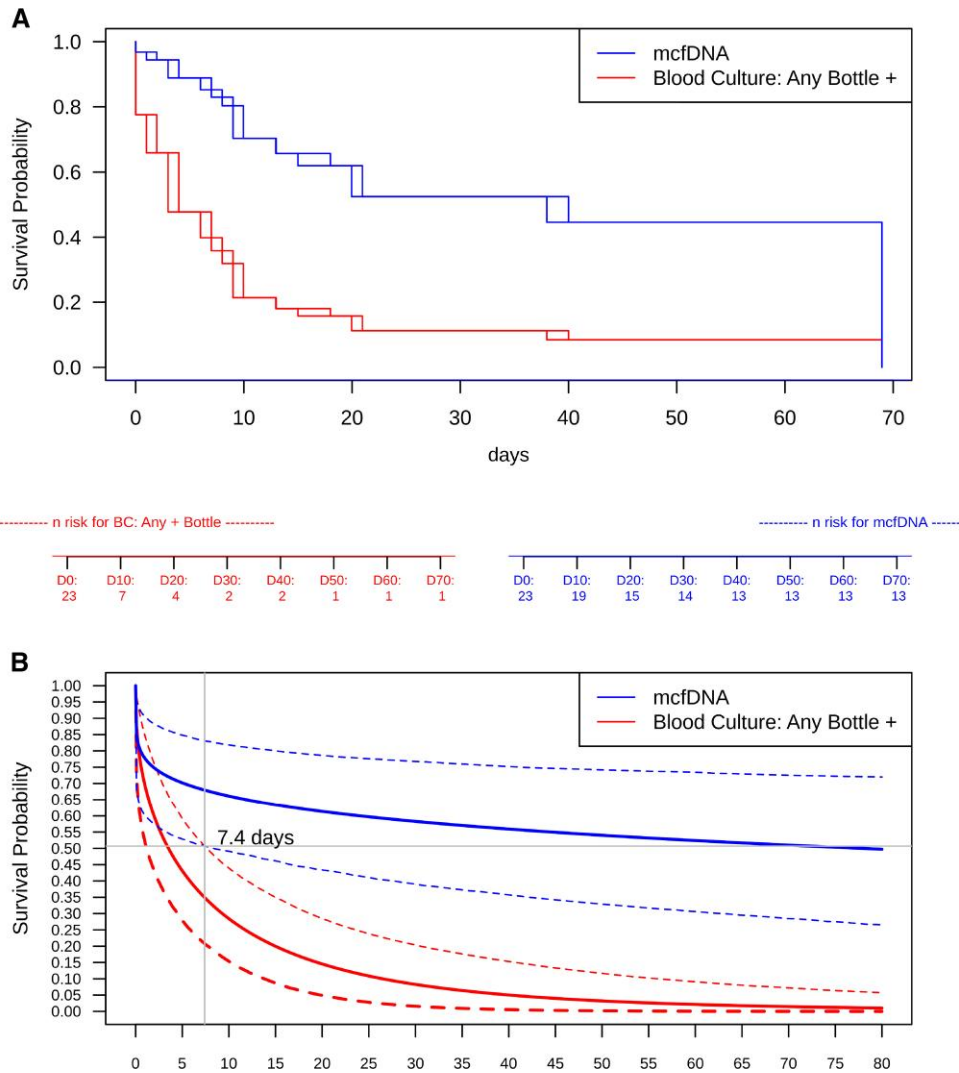 A
mcfDNA
Blood Culture: Any Bottle +
Survival Probability
1.0
0.8
0.6
0.4
0.2
0.0
0 10 20 30 40 50 60 70
days
---------- n risk for BC: Any + Bottle ----------
---------- n risk for mcfDNA -----
D0: D10: D20: D30: D40: D50: D60: D70:
23 7 4 2 2 1 1 1
D0: D10: D20: D30: D40: D50: D60: D70:
23 19 15 14 13 13 13 13
B
mcfDNA
Blood Culture: Any Bottle +
Survival Probability
1.00
0.95
0.90
0.85
0.80
0.75
0.70
0.65
0.60
0.55
0.50
0.45
0.40
0.35
0.30
0.25
0.20
0.15
0.10
0.05
0.00
7.4 days
0 5 10 15 20 25 30 35 40 45 50 55 60 65 70 75 80